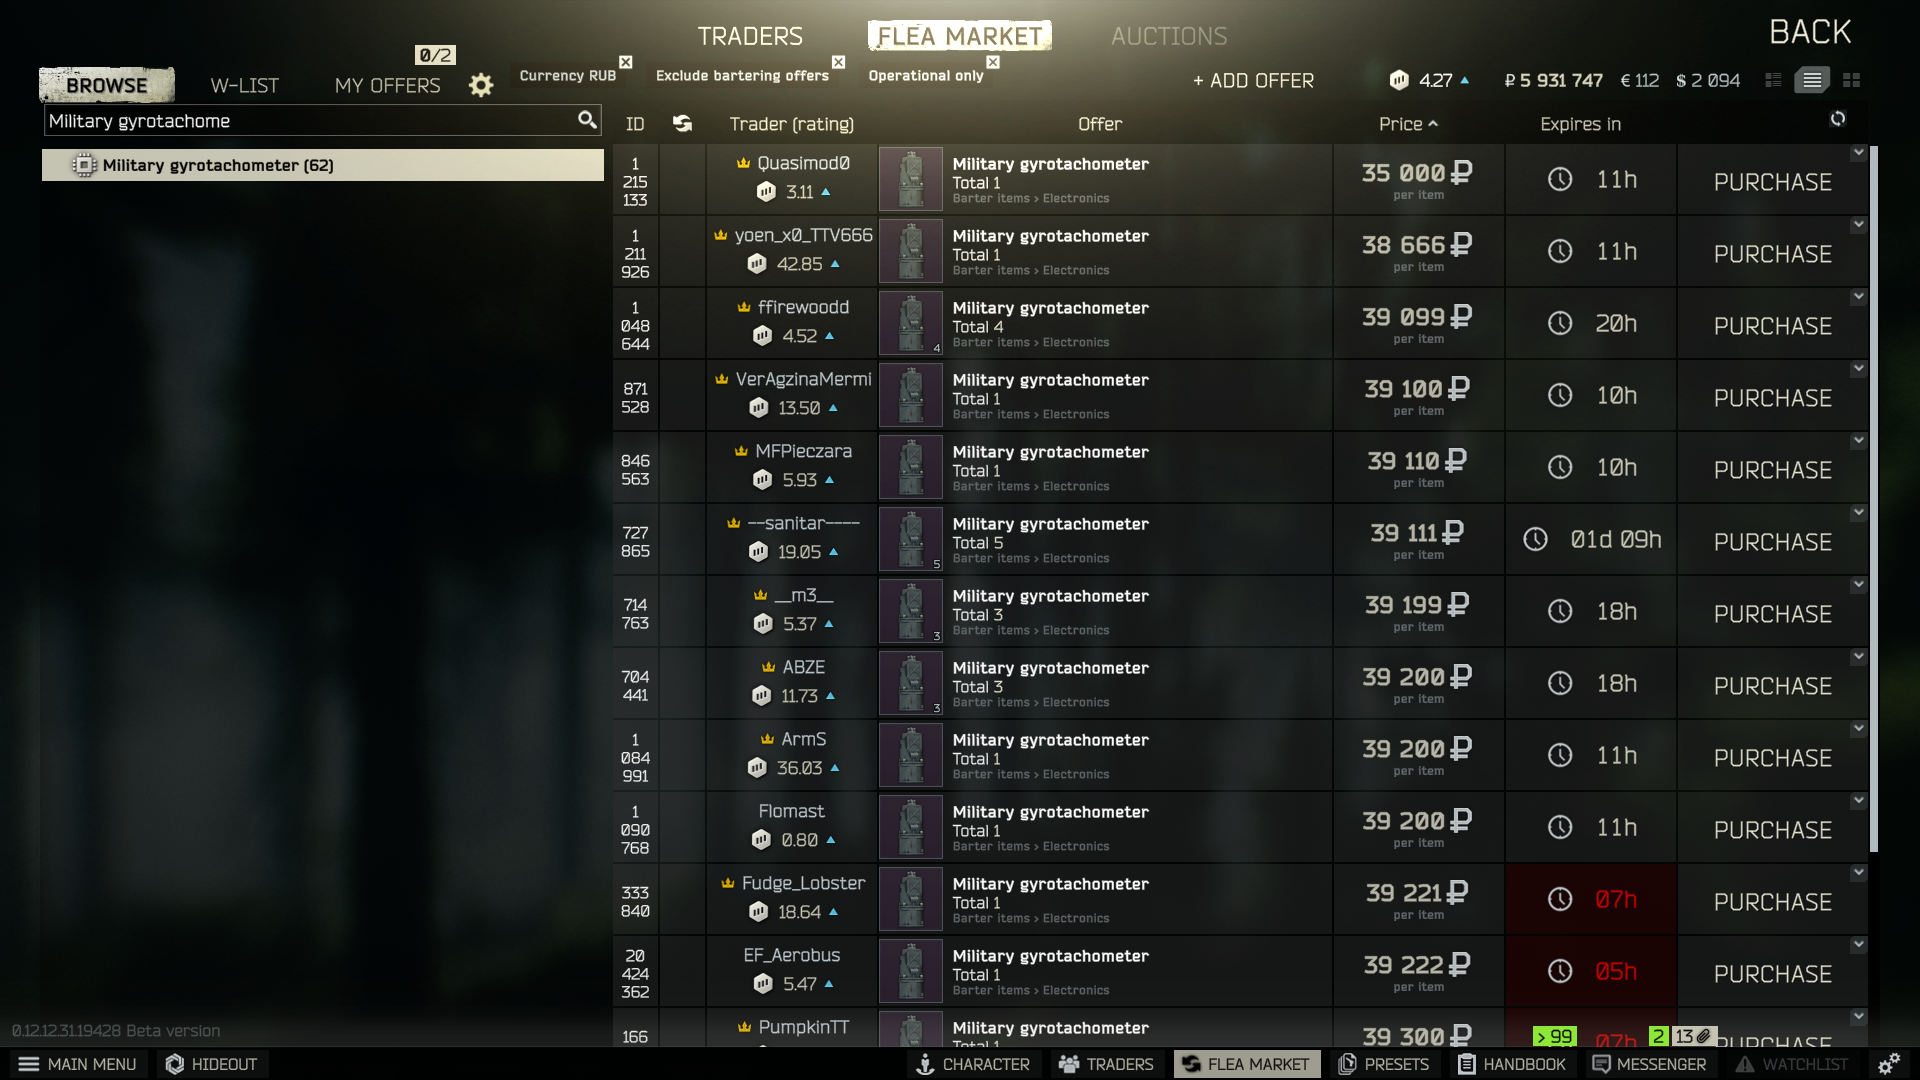 TRADERS
FLEA MARKET
AUCTIONS
BACK
0/2
BROWSE
W-LIST
MY OFFERS
Currency RUB
Exclude bartering offers
Operational only
+ ADD OFFER
4.27
₽ 5 931 747
€ 112
$ 2 094
Military gyrotachome
Military gyrotachometer (62)
ID
Trader (rating)
Offer
Price
Expires in
1
215
133
Quasimod0
3.11
Military gyrotachometer
Total 1
Barter items > Electronics
35 000 ₽
per item
11h
PURCHASE
1
211
926
yoen_x0_TTV666
42.85
Military gyrotachometer
Total 1
Barter items > Electronics
38 666 ₽
per item
11h
PURCHASE
1
048
644
ffirewoodd
4.52
4
Military gyrotachometer
Total 4
Barter items > Electronics
39 099 ₽
per item
20h
PURCHASE
871
528
VerAgzinaMermi
13.50
Military gyrotachometer
Total 1
Barter items > Electronics
39 100 ₽
per item
10h
PURCHASE
846
563
MFPieczara
5.93
Military gyrotachometer
Total 1
Barter items > Electronics
39 110 ₽
per item
10h
PURCHASE
727
865
--sanitar----
19.05
5
Military gyrotachometer
Total 5
Barter items > Electronics
39 111 ₽
per item
01d 09h
PURCHASE
714
763
__m3__
5.37
3
Military gyrotachometer
Total 3
Barter items > Electronics
39 199 ₽
per item
18h
PURCHASE
704
441
ABZE
11.73
3
Military gyrotachometer
Total 3
Barter items > Electronics
39 200 ₽
per item
18h
PURCHASE
1
084
991
ArmS
36.03
Military gyrotachometer
Total 1
Barter items > Electronics
39 200 ₽
per item
11h
PURCHASE
1
090
768
Flomast
0.80
Military gyrotachometer
Total 1
Barter items > Electronics
39 200 ₽
per item
11h
PURCHASE
333
840
Fudge_Lobster
18.64
Military gyrotachometer
Total 1
Barter items > Electronics
39 221 ₽
per item
07h
PURCHASE
20
424
362
EF_Aerobus
5.47
Military gyrotachometer
Total 1
Barter items > Electronics
39 222 ₽
per item
05h
PURCHASE
166
PumpkinTT
Military gyrotachometer
Total 1
39 300 ₽
07h
PURCHASE
0.12.12.31.19428 Beta version
> 99
2
13
MAIN MENU
HIDEOUT
CHARACTER
TRADERS
FLEA MARKET
PRESETS
HANDBOOK
MESSENGER
WATCHLIST